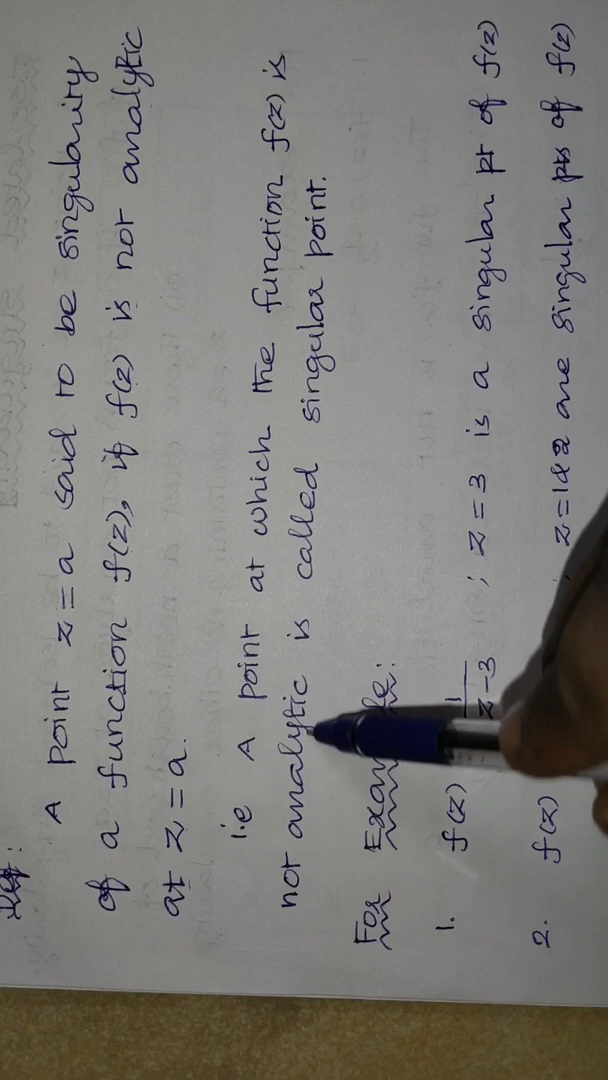 Def:
A point z = a said to be singularity
of a function f(z), if f(z) is not analytic
at z = a.
i.e A point at which the function f(z) is
not analytic is called singular point.
For Example:
1. f(z) 1/z-3 ; z = 3 is a singular pt of f(z)
2. f(z) ; z = 1 & 2 are singular pts of f(z)